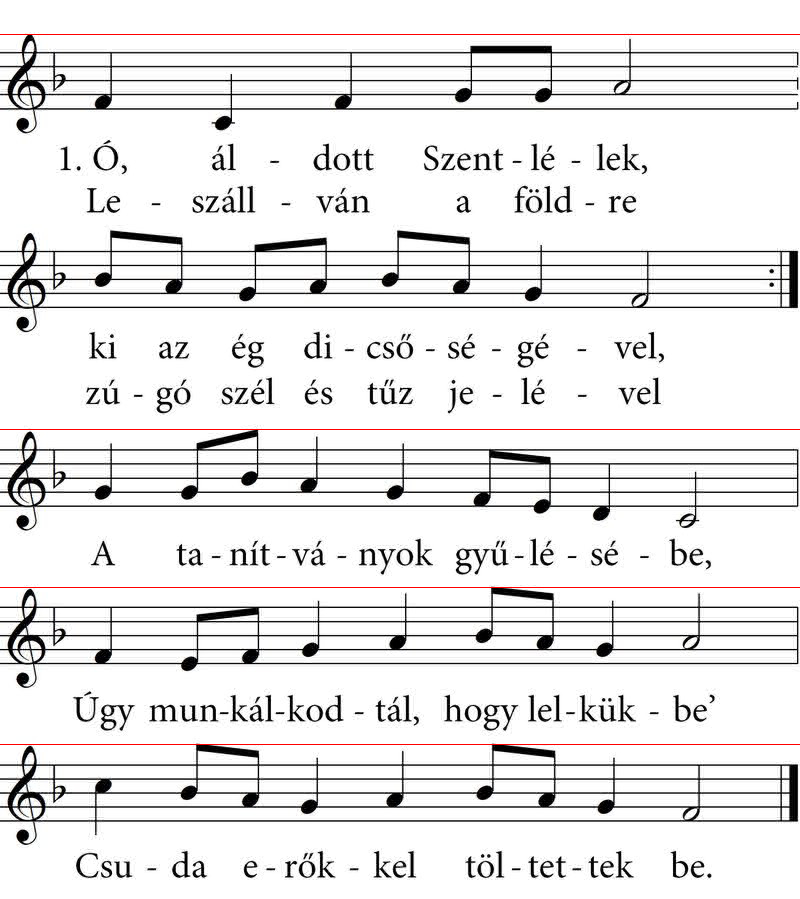 1. Ó, ál - dott Szent - lé - lek,
Le - száll - ván a föld - re
ki az ég di - cső - sé - gé - vel,
zú - gó szél és tűz je - lé - vel
A ta - nít - vá - nyok gyű - lé - sé - be,
Úgy mun-kál-kod - tál, hogy lel-kük - be’
Csu - da e - rők - kel töl - tet - tek be.